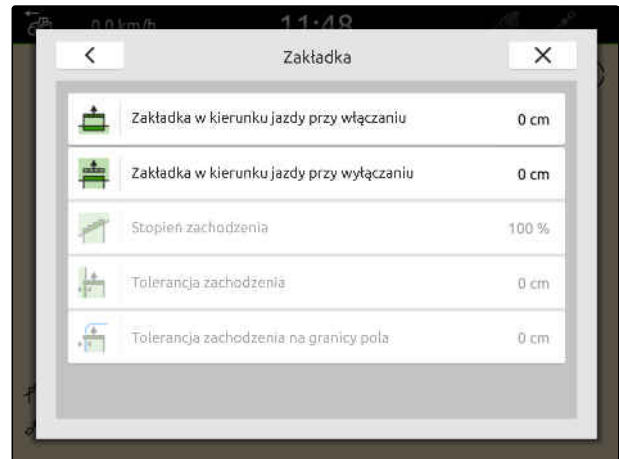 0.0 km/h
11:48
Zakładka
Zakładka w kierunku jazdy przy włączaniu
0 cm
Zakładka w kierunku jazdy przy wyłączaniu
0 cm
Stopień zachodzenia
100 %
Tolerancja zachodzenia
0 cm
Tolerancja zachodzenia na granicy pola
0 cm